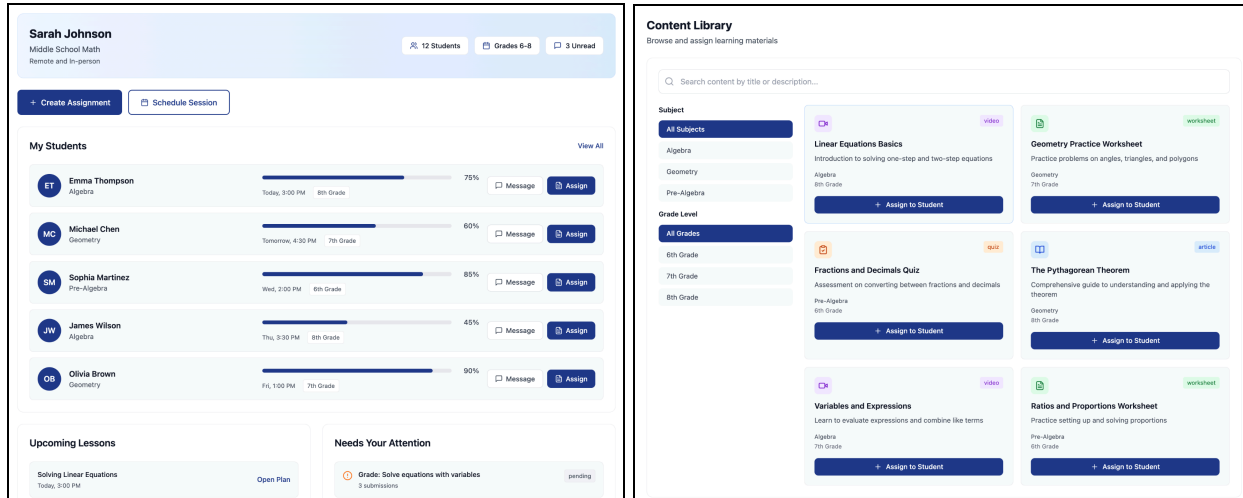 Sarah Johnson
Middle School Math
Remote and In-person
12 Students
Grades 6-8
3 Unread
+ Create Assignment
Schedule Session
My Students
View All
ET
Emma Thompson
Algebra
75%
Today, 3:00 PM
8th Grade
Message
Assign
MC
Michael Chen
Geometry
60%
Tomorrow, 4:30 PM
7th Grade
Message
Assign
SM
Sophia Martinez
Pre-Algebra
85%
Wed, 2:00 PM
6th Grade
Message
Assign
JW
James Wilson
Algebra
45%
Thu, 3:30 PM
8th Grade
Message
Assign
OB
Olivia Brown
Geometry
90%
Fri, 1:00 PM
7th Grade
Message
Assign
Upcoming Lessons
Solving Linear Equations
Today, 3:00 PM
Open Plan
Needs Your Attention
Grade: Solve equations with variables
3 submissions
pending
Content Library
Browse and assign learning materials
Search content by title or description...
Subject
All Subjects
Algebra
Geometry
Pre-Algebra
Grade Level
All Grades
6th Grade
7th Grade
8th Grade
video
Linear Equations Basics
Introduction to solving one-step and two-step equations
Algebra
8th Grade
+ Assign to Student
worksheet
Geometry Practice Worksheet
Practice problems on angles, triangles, and polygons
Geometry
7th Grade
+ Assign to Student
quiz
Fractions and Decimals Quiz
Assessment on converting between fractions and decimals
Pre-Algebra
6th Grade
+ Assign to Student
article
The Pythagorean Theorem
Comprehensive guide to understanding and applying the
theorem
Geometry
8th Grade
+ Assign to Student
video
Variables and Expressions
Learn to evaluate expressions and combine like terms
Algebra
7th Grade
+ Assign to Student
worksheet
Ratios and Proportions Worksheet
Practice setting up and solving proportions
Pre-Algebra
6th Grade
+ Assign to Student